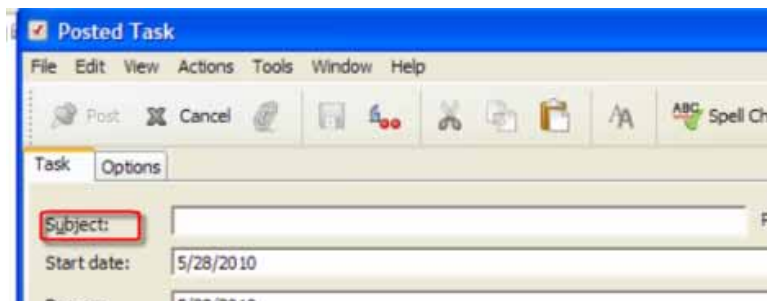 Posted Task
File Edit View Actions Tools Window Help
Post Cancel ABC Spell Ch
Task Options
Subject:
Start date: 5/28/2010